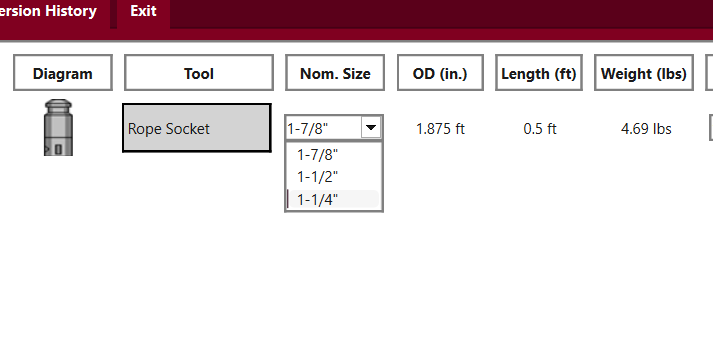 ersion History Exit
Diagram Tool Nom. Size OD (in.) Length (ft) Weight (lbs)
Rope Socket 1-7/8" 1.875 ft 0.5 ft 4.69 lbs
1-7/8"
1-1/2"
1-1/4"